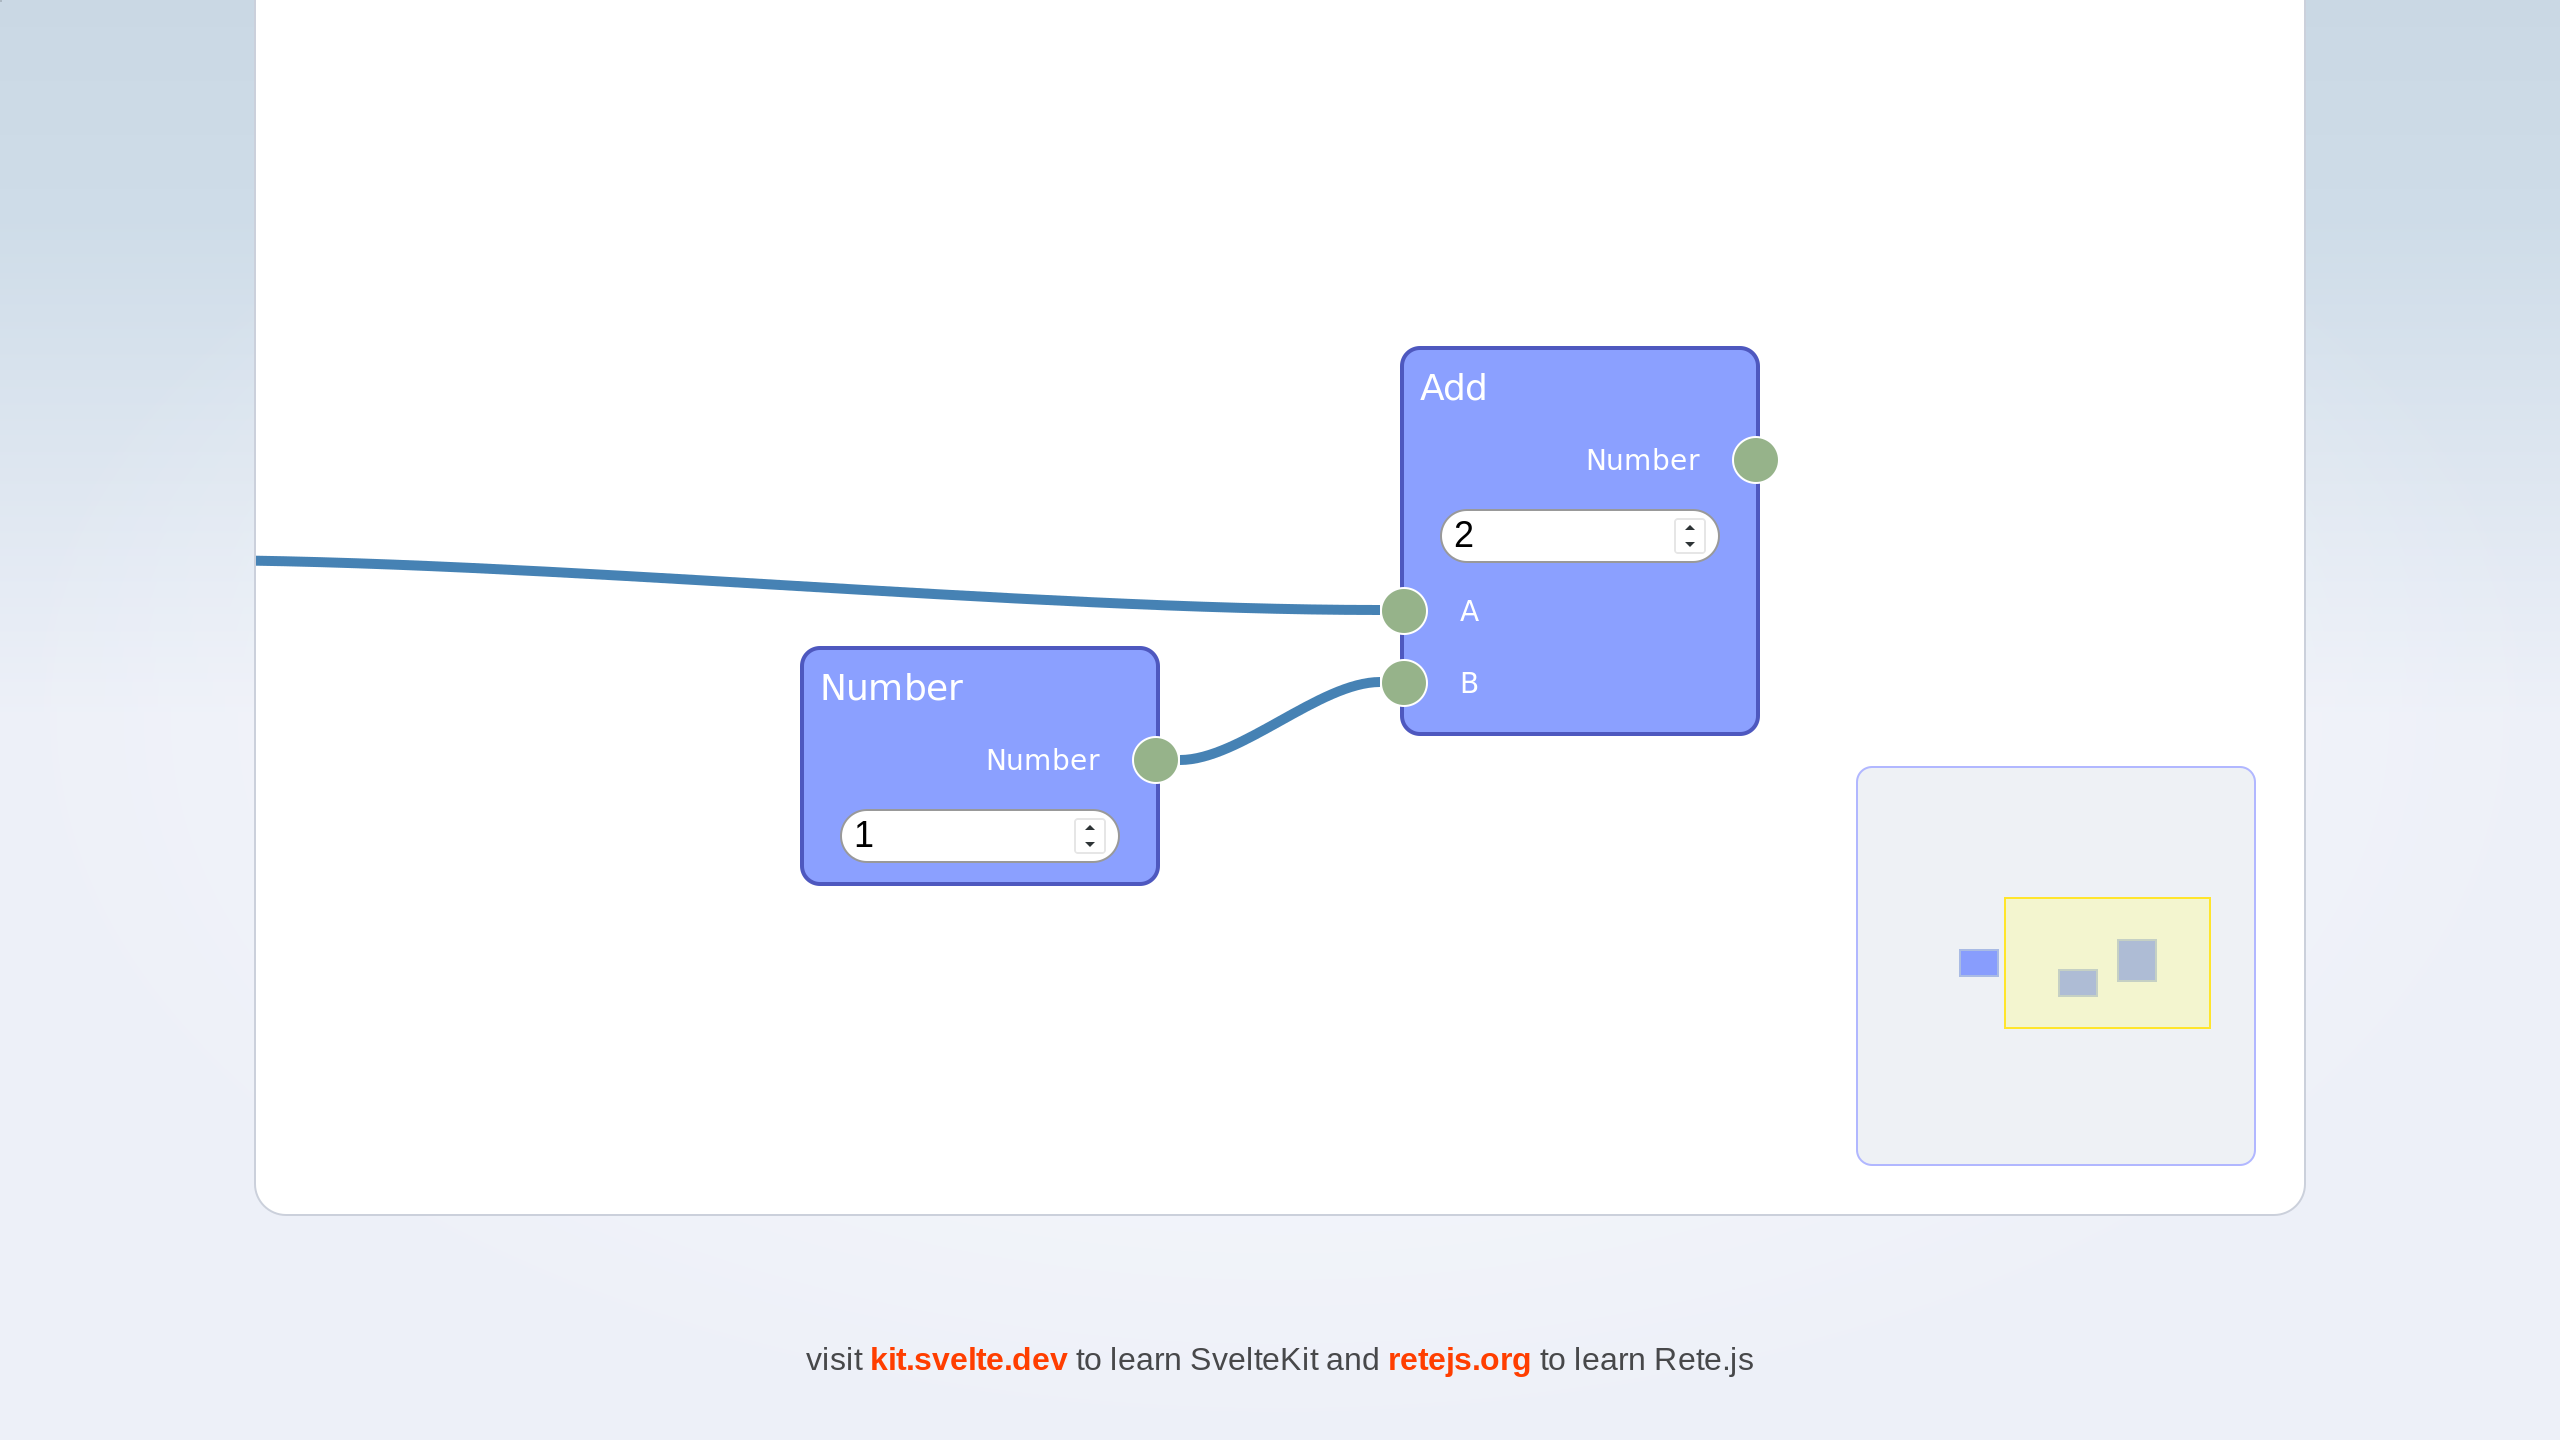 Add
Number
2
A
B
Number
Number
1
visit kit.svelte.dev to learn SvelteKit and retejs.org to learn Rete.js